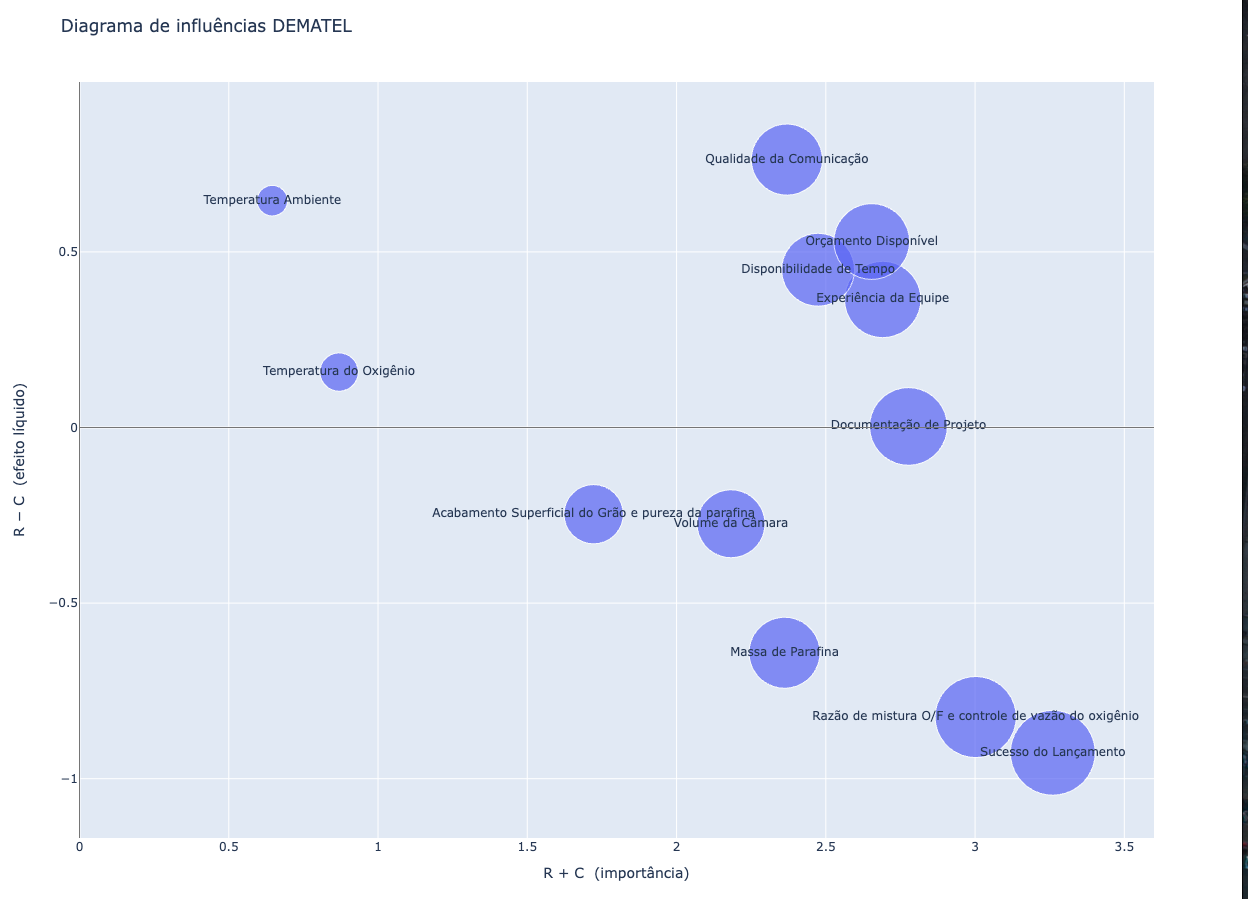 Diagrama de influências DEMATEL
Qualidade da Comunicação
Temperatura Ambiente
Orçamento Disponível
0.5
Disponibilidade de Tempo
Experiência da Equipe
Temperatura do Oxigênio
R − C (efeito líquido)
0
Documentação de Projeto
Acabamento Superficial do Grão e pureza da parafina
Volume da Câmara
−0.5
Massa de Parafina
Razão de mistura O/F e controle de vazão do oxigênio
Sucesso do Lançamento
−1
0 0.5 1 1.5 2 2.5 3 3.5
R + C (importância)